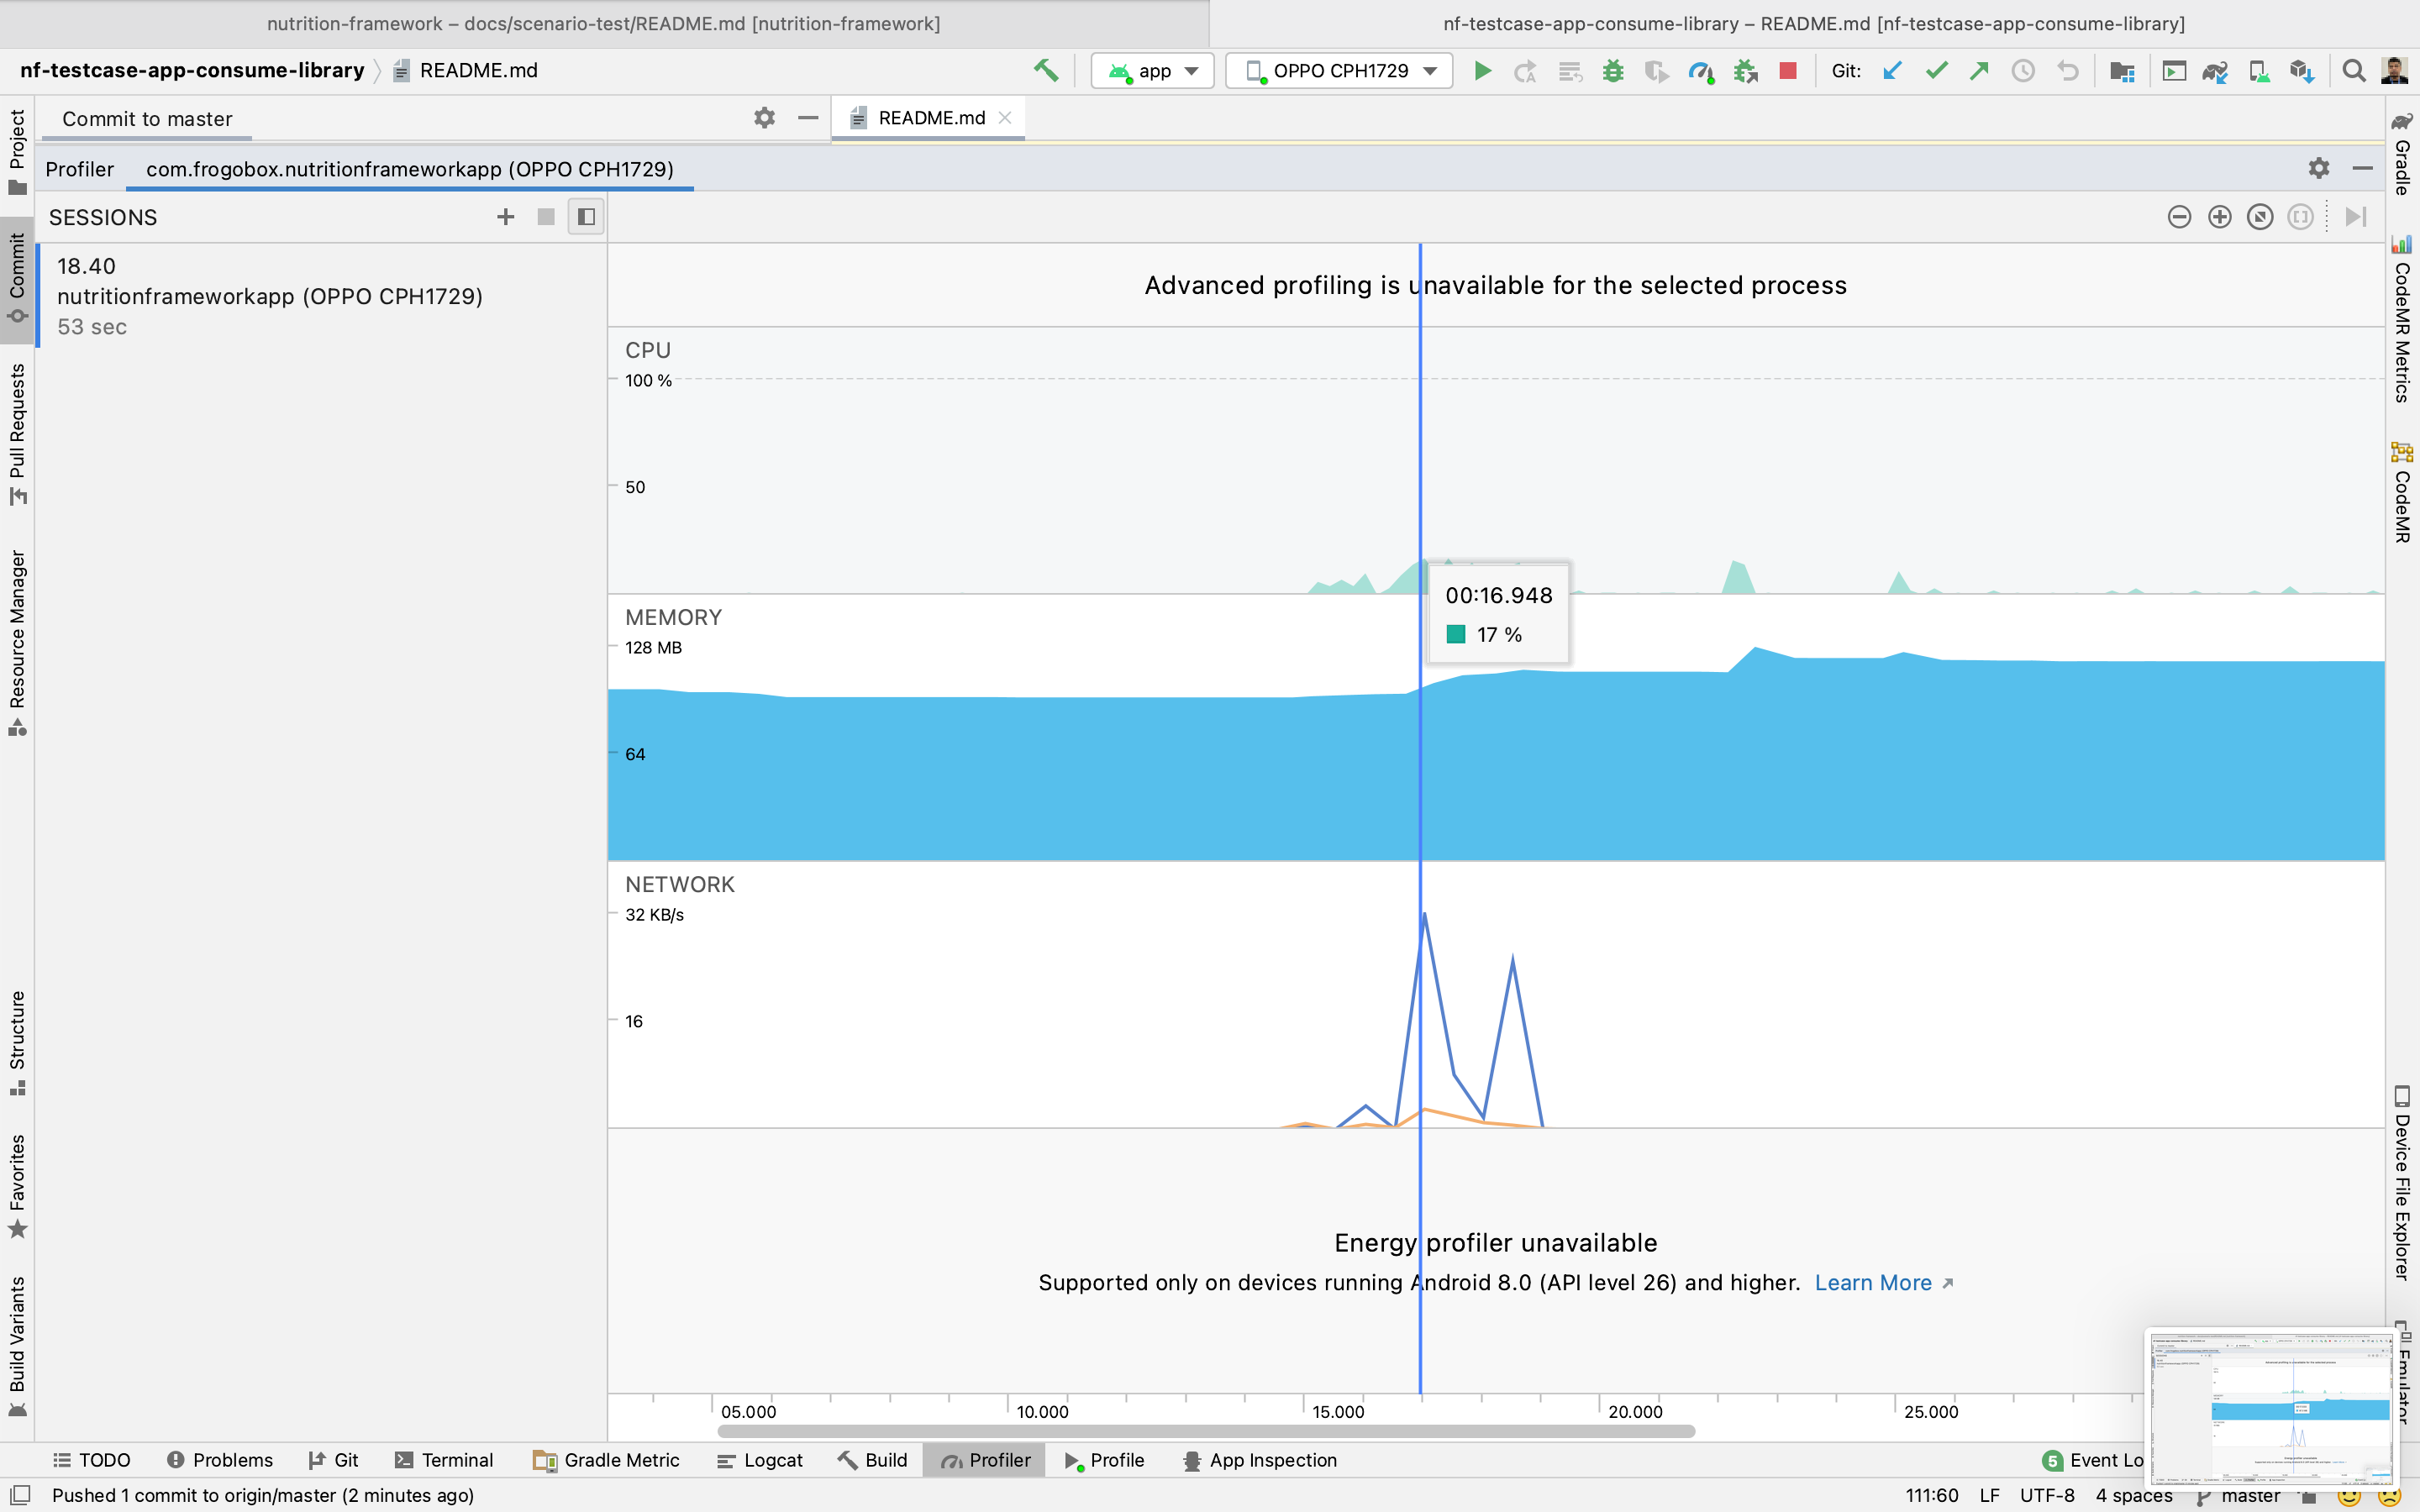 nutrition-framework – docs/scenario-test/README.md [nutrition-framework]
nf-testcase-app-consume-library – README.md [nf-testcase-app-consume-library]
nf-testcase-app-consume-library
README.md
app
OPPO CPH1729
Git:
Commit to master
README.md
Profiler
com.frogobox.nutritionframeworkapp (OPPO CPH1729)
SESSIONS
18.40
nutritionframeworkapp (OPPO CPH1729)
53 sec
Project
Commit
Pull Requests
Resource Manager
Structure
Favorites
Build Variants
Advanced profiling is unavailable for the selected process
CPU
100 %
50
00:16.948
17 %
MEMORY
128 MB
64
NETWORK
32 KB/s
16
Energy profiler unavailable
Supported only on devices running Android 8.0 (API level 26) and higher. Learn More
05.000
10.000
15.000
20.000
25.000
Gradle
CodeMR Metrics
CodeMR
Device File Explorer
Emulator
TODO
Problems
Git
Terminal
Gradle Metric
Logcat
Build
Profiler
Profile
App Inspection
5
Event Lo
Pushed 1 commit to origin/master (2 minutes ago)
111:60
LF
UTF-8
4 spaces
master